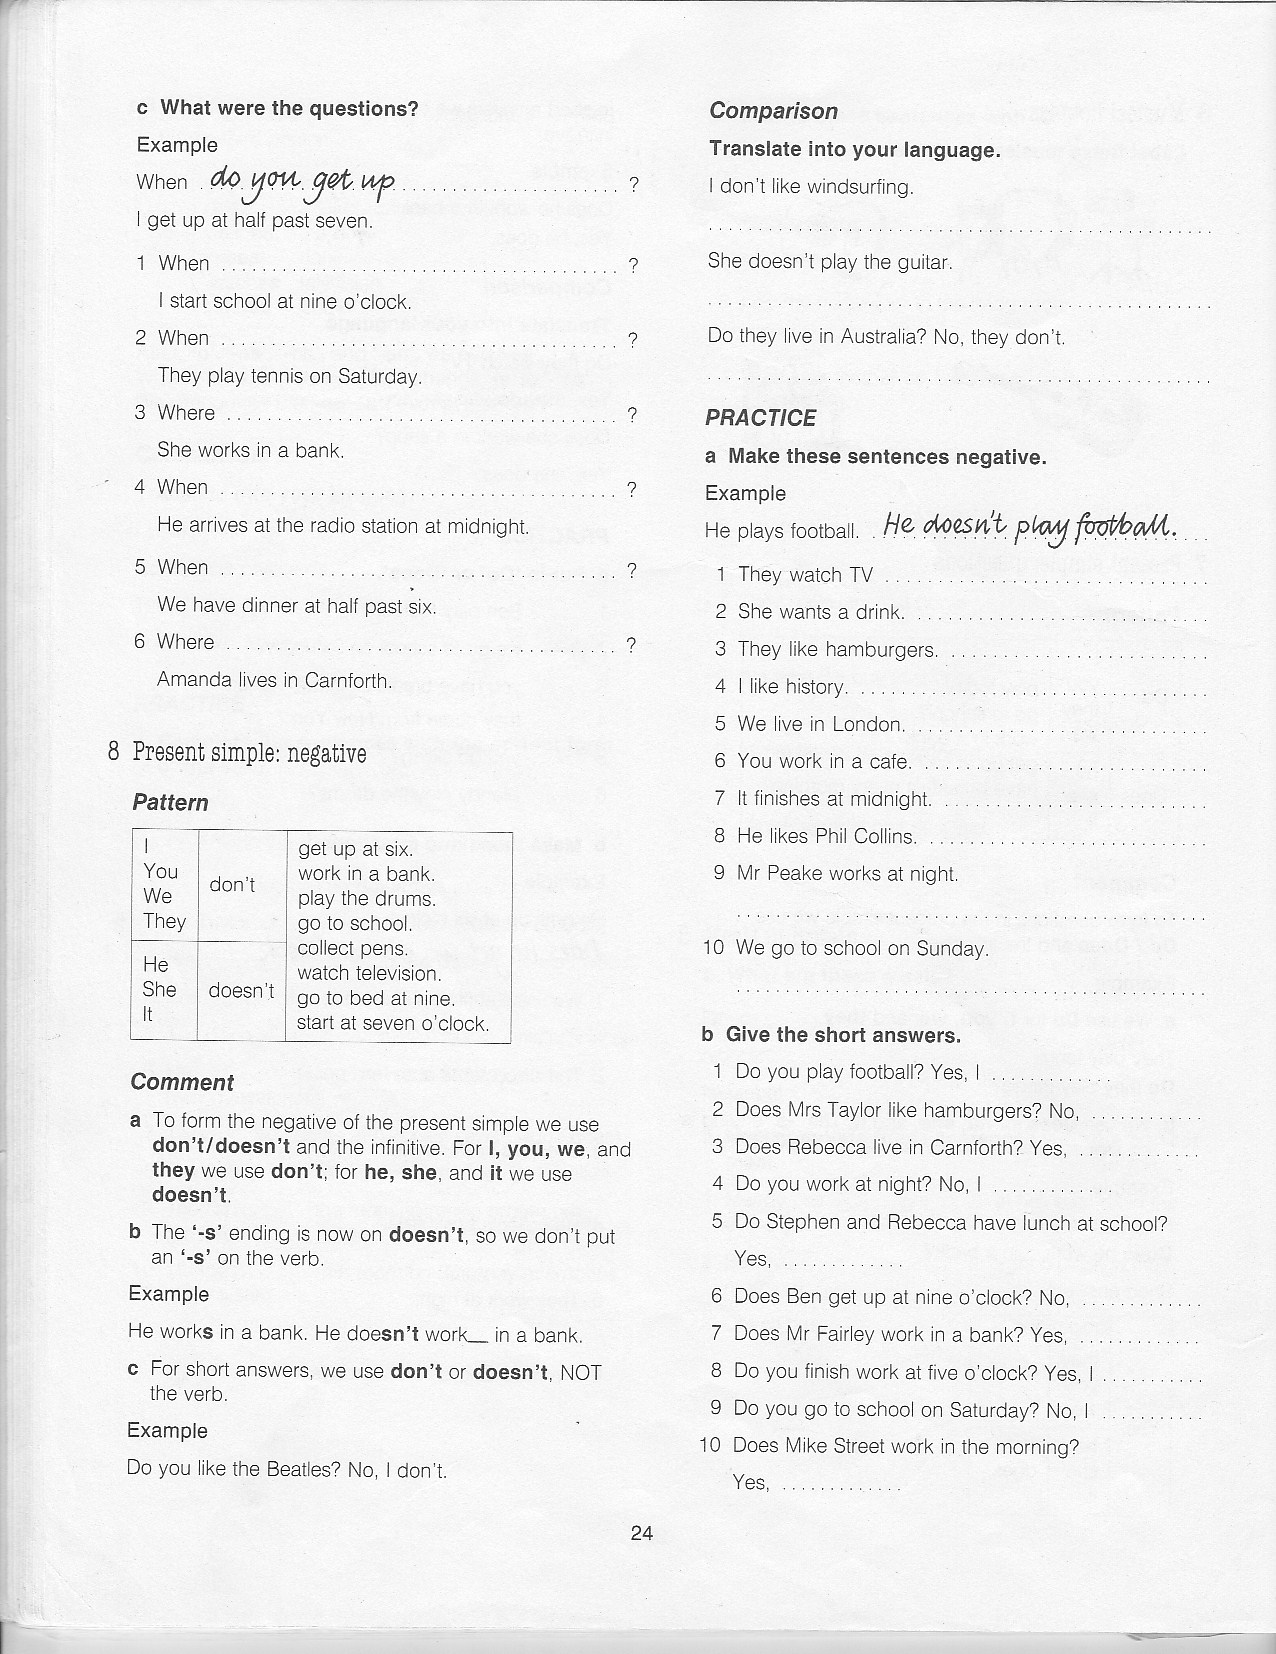 c What were the questions?
Example
When do you get up ?
I get up at half past seven.
1 When ........................................ ?
I start school at nine o'clock.
2 When ........................................ ?
They play tennis on Saturday.
3 Where ....................................... ?
She works in a bank.
4 When ........................................ ?
He arrives at the radio station at midnight.
5 When ........................................ ?
We have dinner at half past six.
6 Where ....................................... ?
Amanda lives in Carnforth.
8 Present simple: negative
Pattern
I
You
We
They
don't
He
She
It
doesn't
get up at six.
work in a bank.
play the drums.
go to school.
collect pens.
watch television.
go to bed at nine.
start at seven o'clock.
Comment
a To form the negative of the present simple we use
don't/doesn't and the infinitive. For I, you, we, and
they we use don't; for he, she, and it we use
doesn't.
b The '-s' ending is now on doesn't, so we don't put
an '-s' on the verb.
Example
He works in a bank. He doesn't work__ in a bank.
c For short answers, we use don't or doesn't, NOT
the verb.
Example
Do you like the Beatles? No, I don't.
Comparison
Translate into your language.
I don't like windsurfing.
..................................................
She doesn't play the guitar.
..................................................
Do they live in Australia? No, they don't.
..................................................
PRACTICE
a Make these sentences negative.
Example
He plays football. He doesn't play football.
1 They watch TV .................................
2 She wants a drink. .............................
3 They like hamburgers. ..........................
4 I like history. ...................................
5 We live in London. ..............................
6 You work in a cafe. .............................
7 It finishes at midnight. ...........................
8 He likes Phil Collins. ............................
9 Mr Peake works at night.
...............................................
10 We go to school on Sunday.
...............................................
b Give the short answers.
1 Do you play football? Yes, I .............
2 Does Mrs Taylor like hamburgers? No, ............
3 Does Rebecca live in Carnforth? Yes, ............
4 Do you work at night? No, I ............
5 Do Stephen and Rebecca have lunch at school?
Yes, ............
6 Does Ben get up at nine o'clock? No, ............
7 Does Mr Fairley work in a bank? Yes, ............
8 Do you finish work at five o'clock? Yes, I ...........
9 Do you go to school on Saturday? No, I ...........
10 Does Mike Street work in the morning?
Yes, ............
24